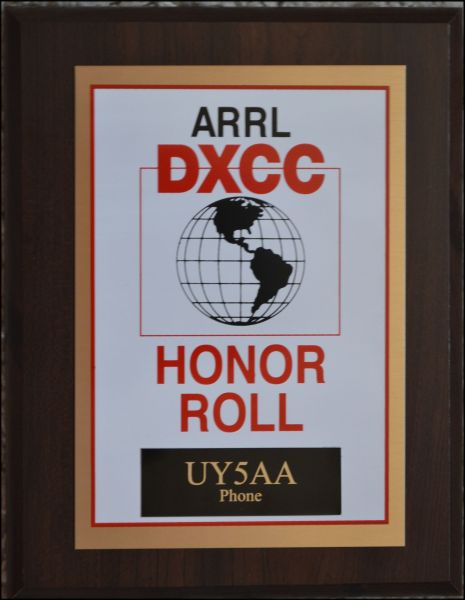 ARRL
DXCC
HONOR
ROLL
UY5AA
Phone